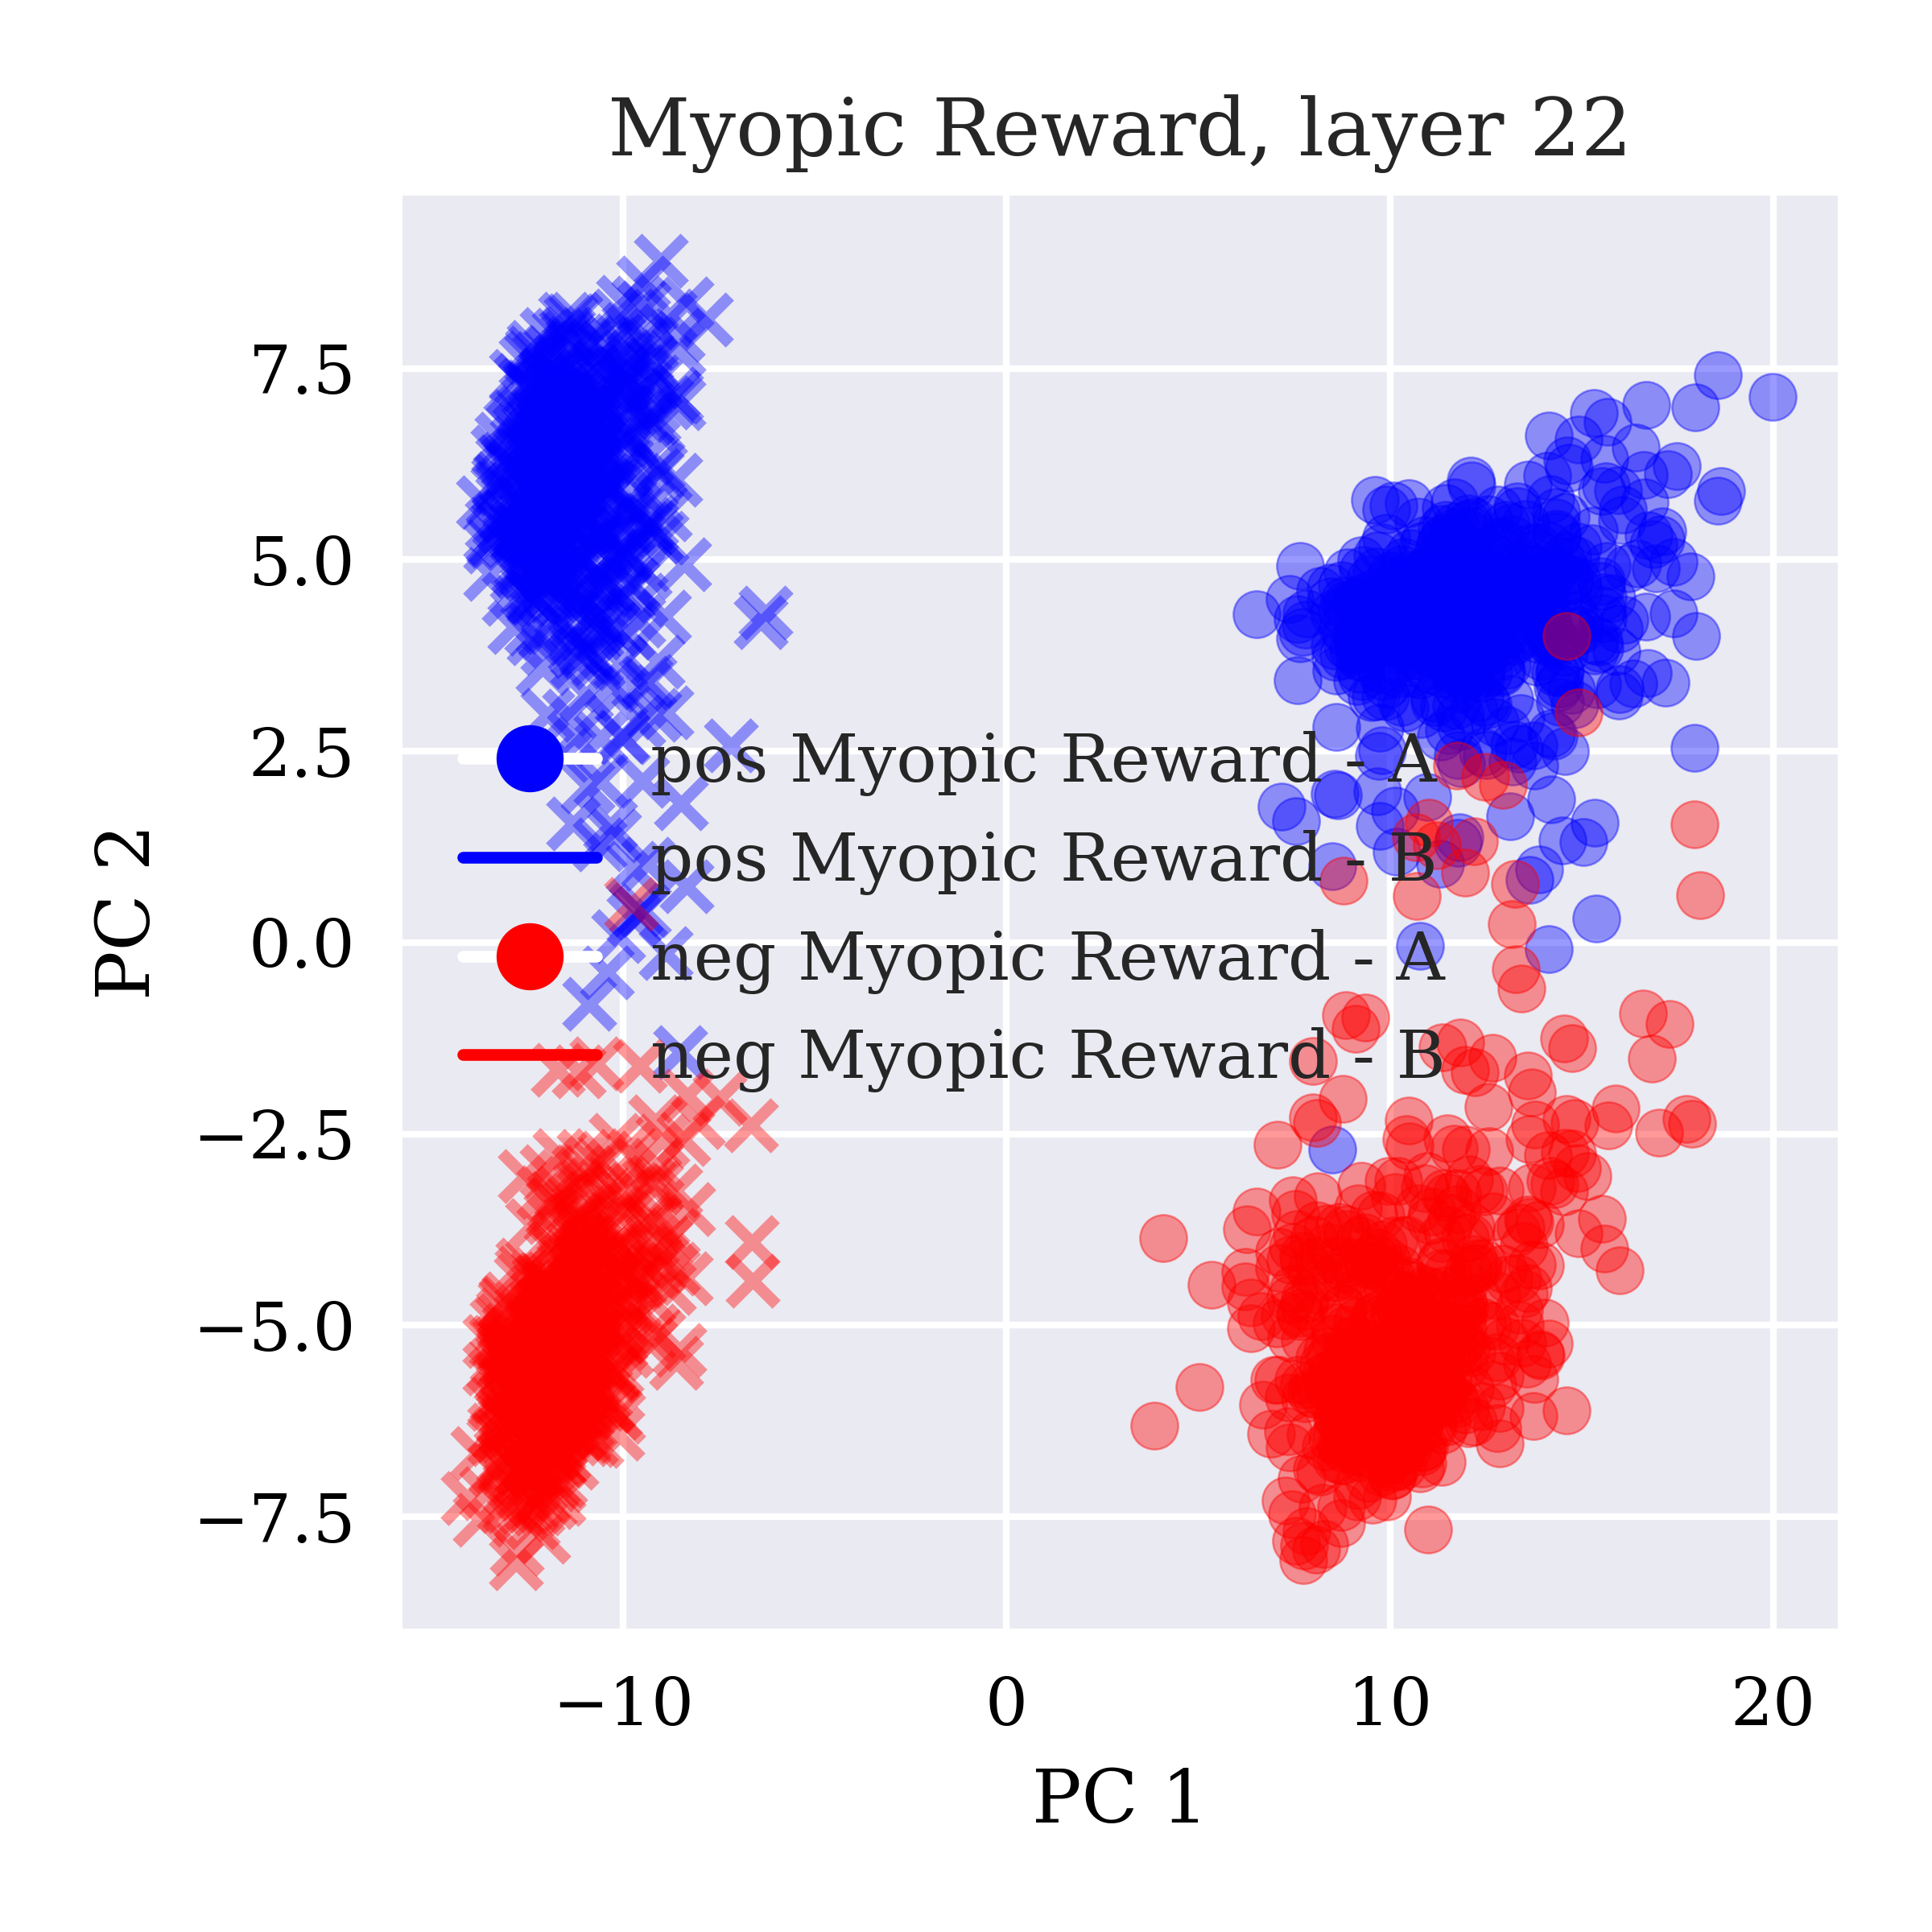 Myopic Reward, layer 22
7.5
5.0
2.5
0.0
−2.5
−5.0
−7.5
PC 2
pos Myopic Reward - A
pos Myopic Reward - B
neg Myopic Reward - A
neg Myopic Reward - B
−10 0 10 20
PC 1